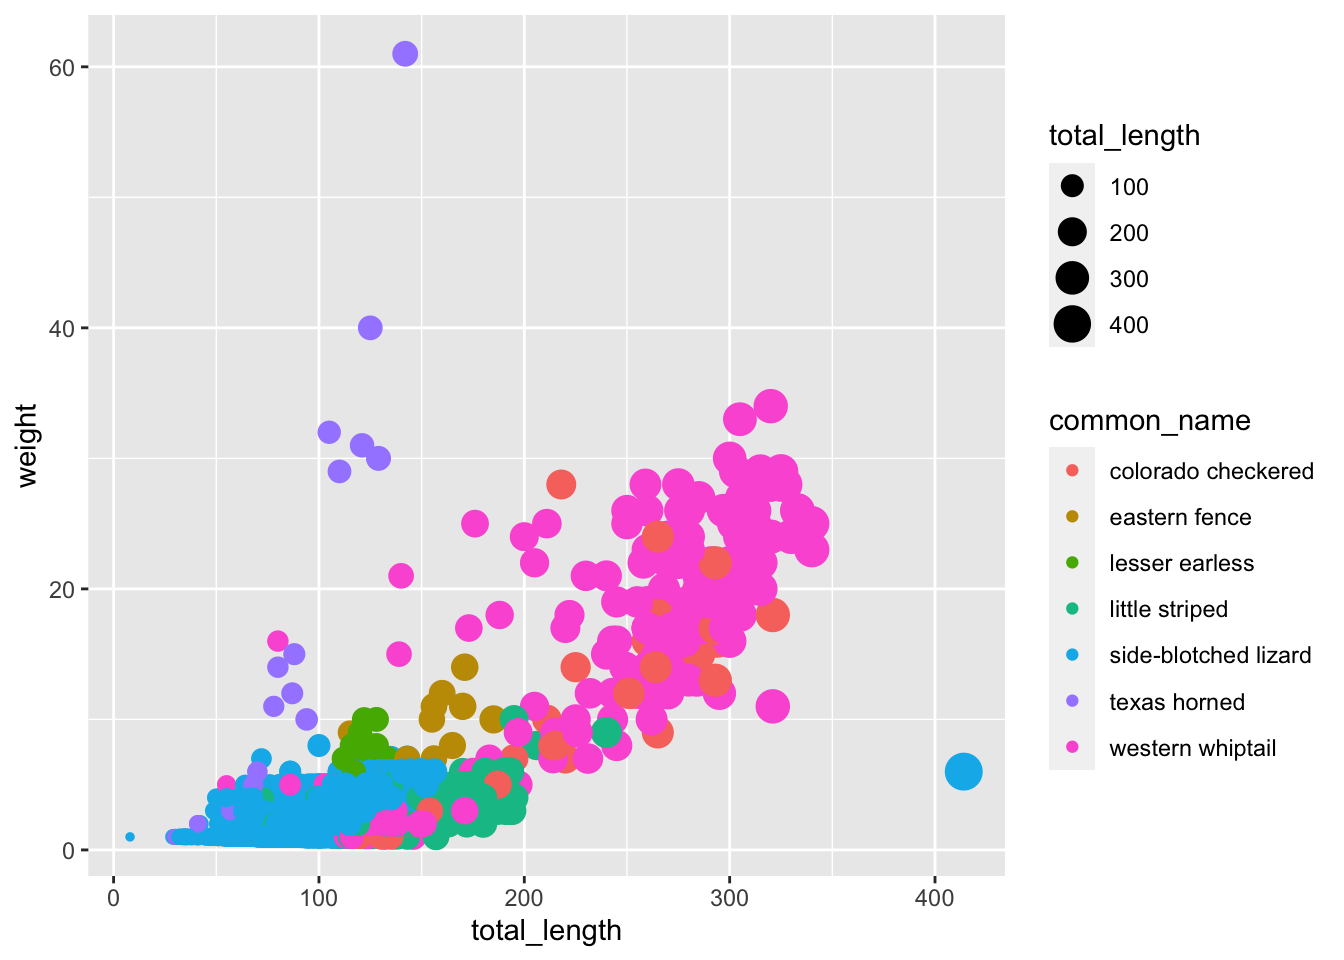 60
40
20
0
weight
0 100 200 300 400
total_length
total_length
100
200
300
400
common_name
colorado checkered
eastern fence
lesser earless
little striped
side-blotched lizard
texas horned
western whiptail